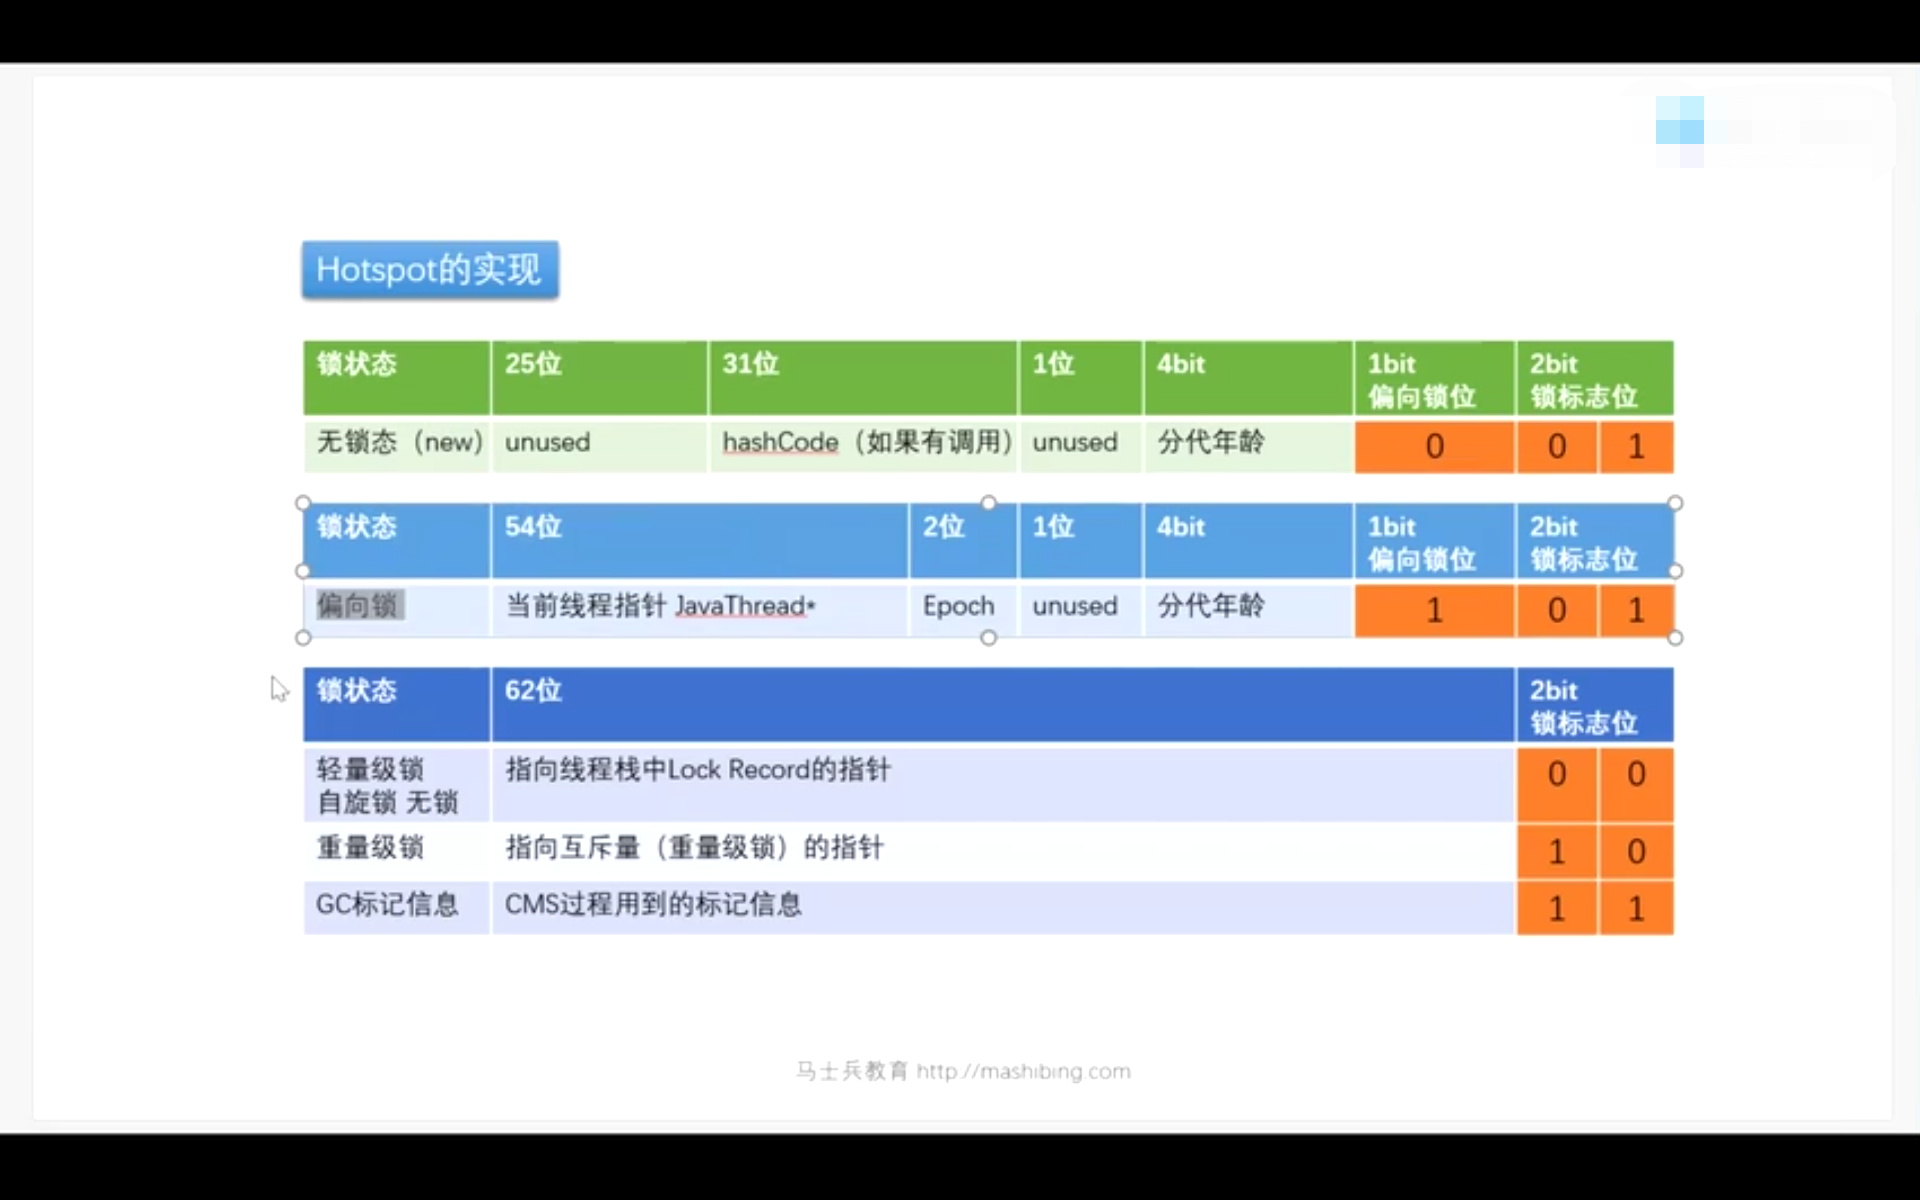 Hotspot的实现
锁状态 25位 31位 1位 4bit 1bit 2bit
偏向锁位 锁标志位
无锁态（new） unused hashCode（如果有调用） unused 分代年龄 0 0 1
锁状态 54位 2位 1位 4bit 1bit 2bit
偏向锁位 锁标志位
偏向锁 当前线程指针 JavaThread* Epoch unused 分代年龄 1 0 1
锁状态 62位 2bit
锁标志位
轻量级锁 指向线程栈中Lock Record的指针 0 0
自旋锁 无锁
重量级锁 指向互斥量（重量级锁）的指针 1 0
GC标记信息 CMS过程用到的标记信息 1 1
马士兵教育 http://mashibing.com